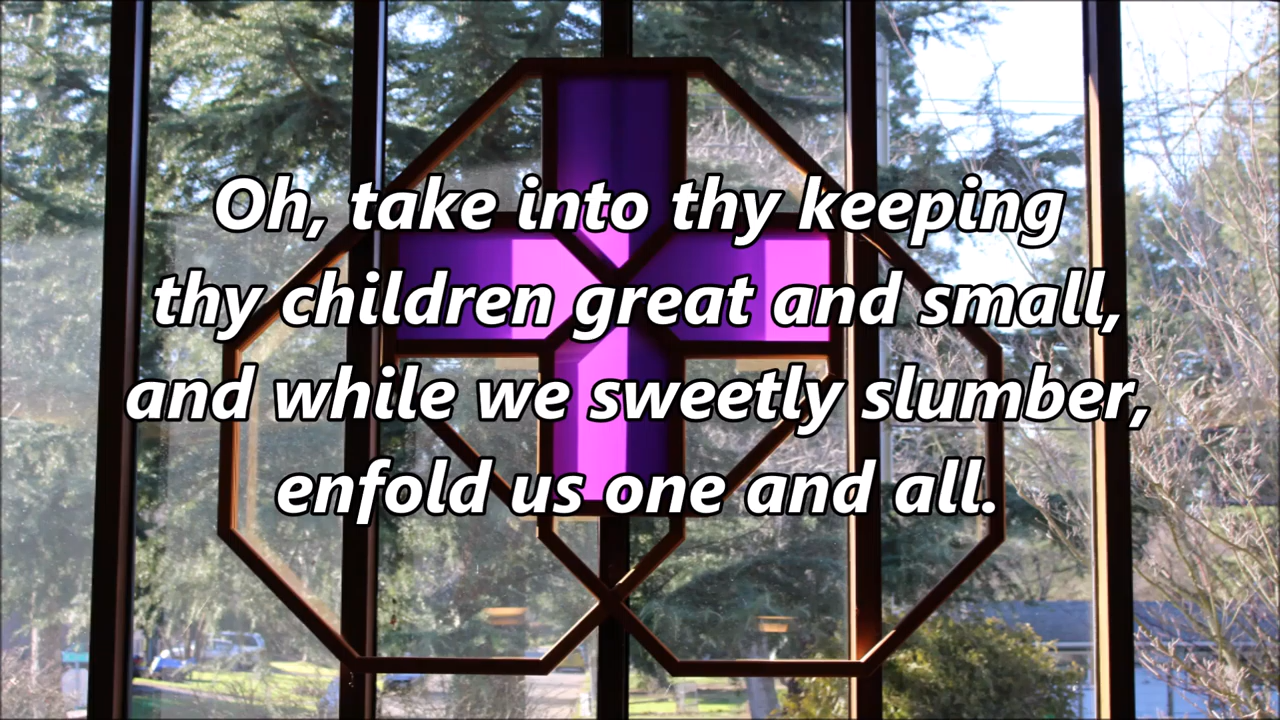 Oh, take into thy keeping
thy children great and small,
and while we sweetly slumber,
enfold us one and all.